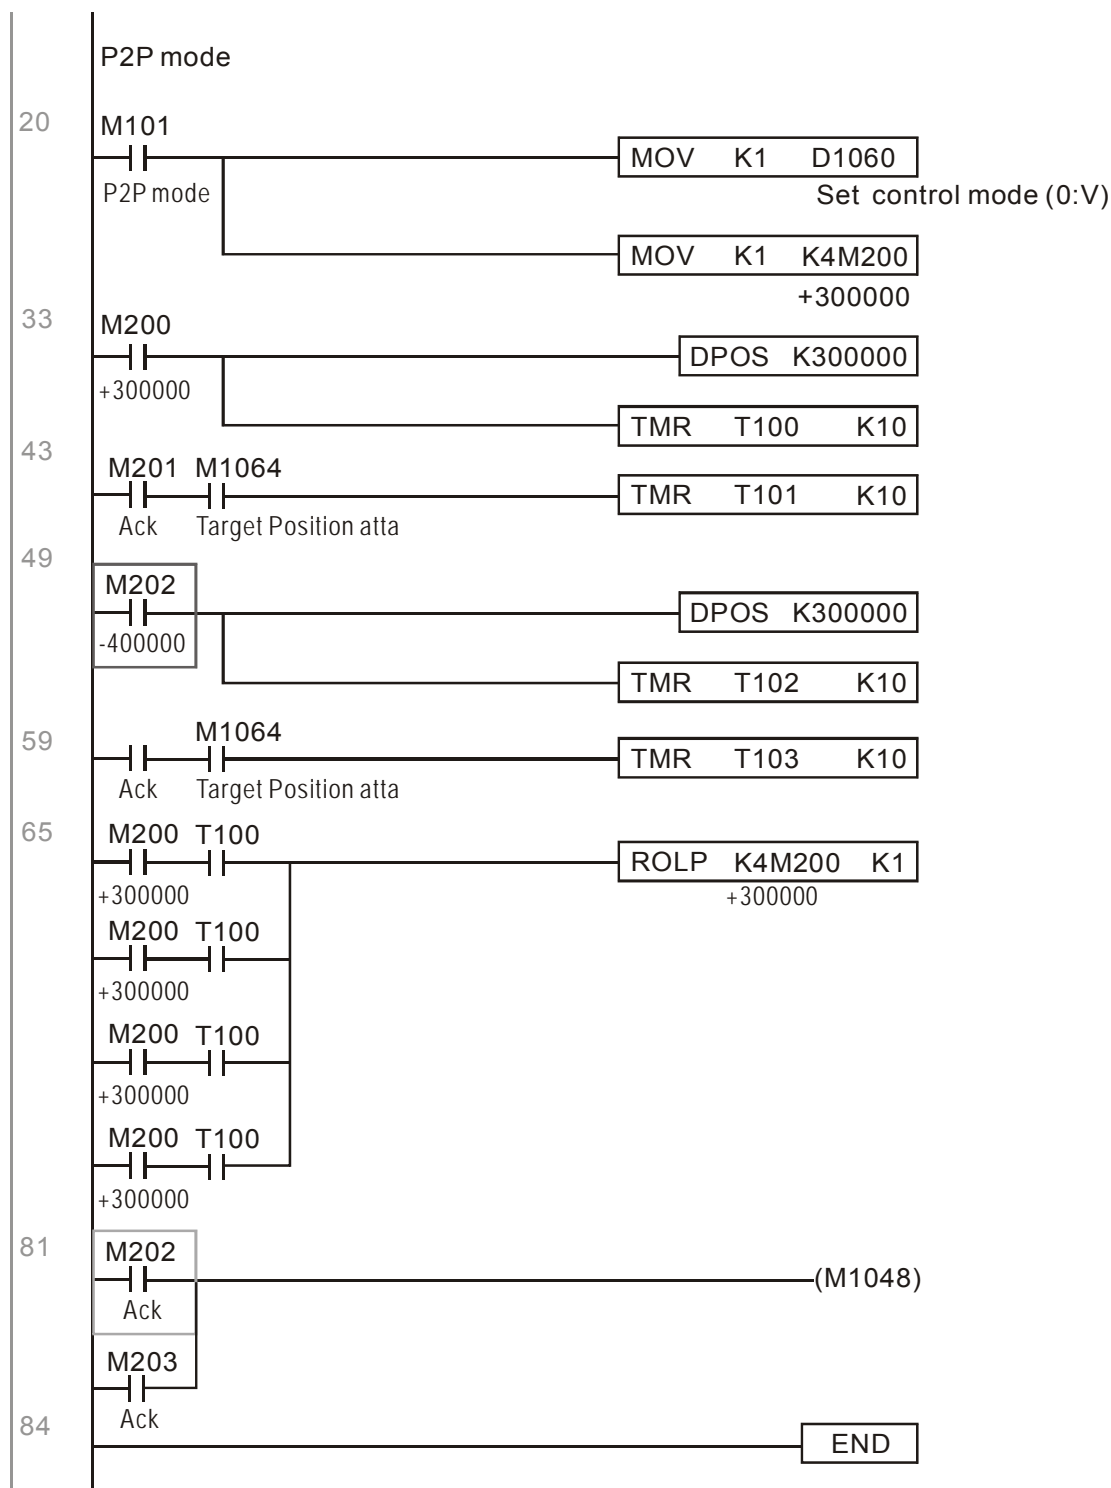 P2P mode
20
M101
MOV K1 D1060
P2P mode
Set control mode (0:V)
MOV K1 K4M200
+300000
33
M200
DPOS K300000
+300000
TMR T100 K10
43
M201 M1064
TMR T101 K10
Ack Target Position atta
49
M202
DPOS K300000
-400000
TMR T102 K10
59
M1064
TMR T103 K10
Ack Target Position atta
65
M200 T100
ROLP K4M200 K1
+300000 +300000
M200 T100
+300000
M200 T100
+300000
M200 T100
+300000
81
M202
(M1048)
Ack
M203
Ack
84
END